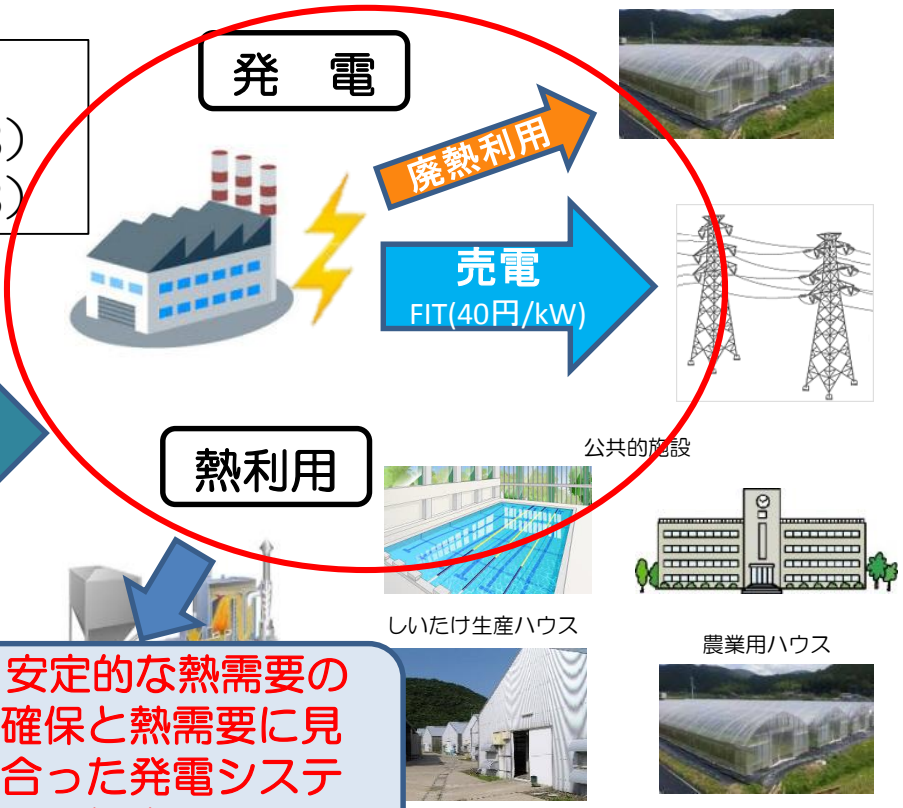 発　電
廃熱利用
売電
FIT(40円/kW)
熱利用
公共的施設
しいたけ生産ハウス
農業用ハウス
安定的な熱需要の
確保と熱需要に見
合った発電システ